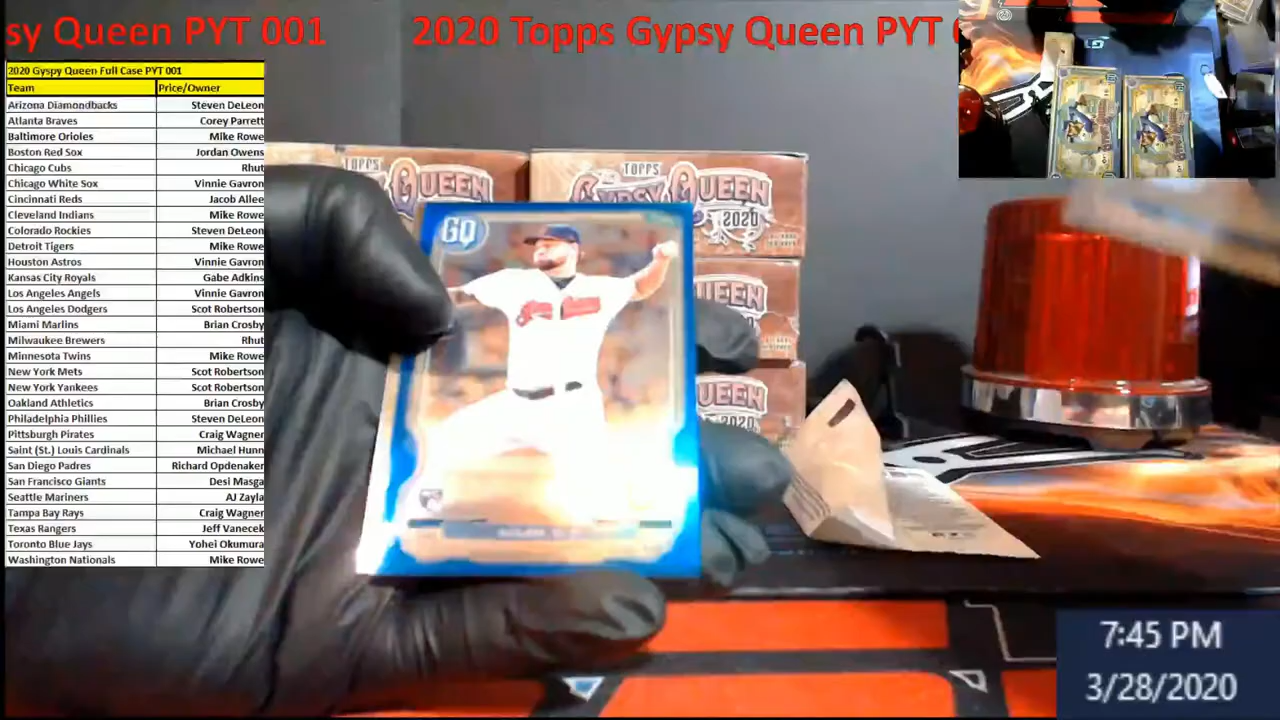 sy Queen PYT 001
2020 Topps Gypsy Queen PYT
2020 Gyspy Queen Full Case PYT 001
Team Price/Owner
Arizona Diamondbacks Steven DeLeon
Atlanta Braves Corey Parrett
Baltimore Orioles Mike Rowe
Boston Red Sox Jordan Owens
Chicago Cubs Rhut
Chicago White Sox Vinnie Gavron
Cincinnati Reds Jacob Allee
Cleveland Indians Mike Rowe
Colorado Rockies Steven DeLeon
Detroit Tigers Mike Rowe
Houston Astros Vinnie Gavron
Kansas City Royals Gabe Adkins
Los Angeles Angels Vinnie Gavron
Los Angeles Dodgers Scot Robertson
Miami Marlins Brian Crosby
Milwaukee Brewers Rhut
Minnesota Twins Mike Rowe
New York Mets Scot Robertson
New York Yankees Scot Robertson
Oakland Athletics Brian Crosby
Philadelphia Phillies Steven DeLeon
Pittsburgh Pirates Craig Wagner
Saint (St.) Louis Cardinals Michael Hunn
San Diego Padres Richard Opdenaker
San Francisco Giants Desi Masga
Seattle Mariners AJ Zayla
Tampa Bay Rays Craig Wagner
Texas Rangers Jeff Vanecek
Toronto Blue Jays Yohei Okumura
Washington Nationals Mike Rowe
TOPPS
QUEEN
TOPPS
GYPSY QUEEN
2020
UEEN
UEEN
2020
GQ
7:45 PM
3/28/2020